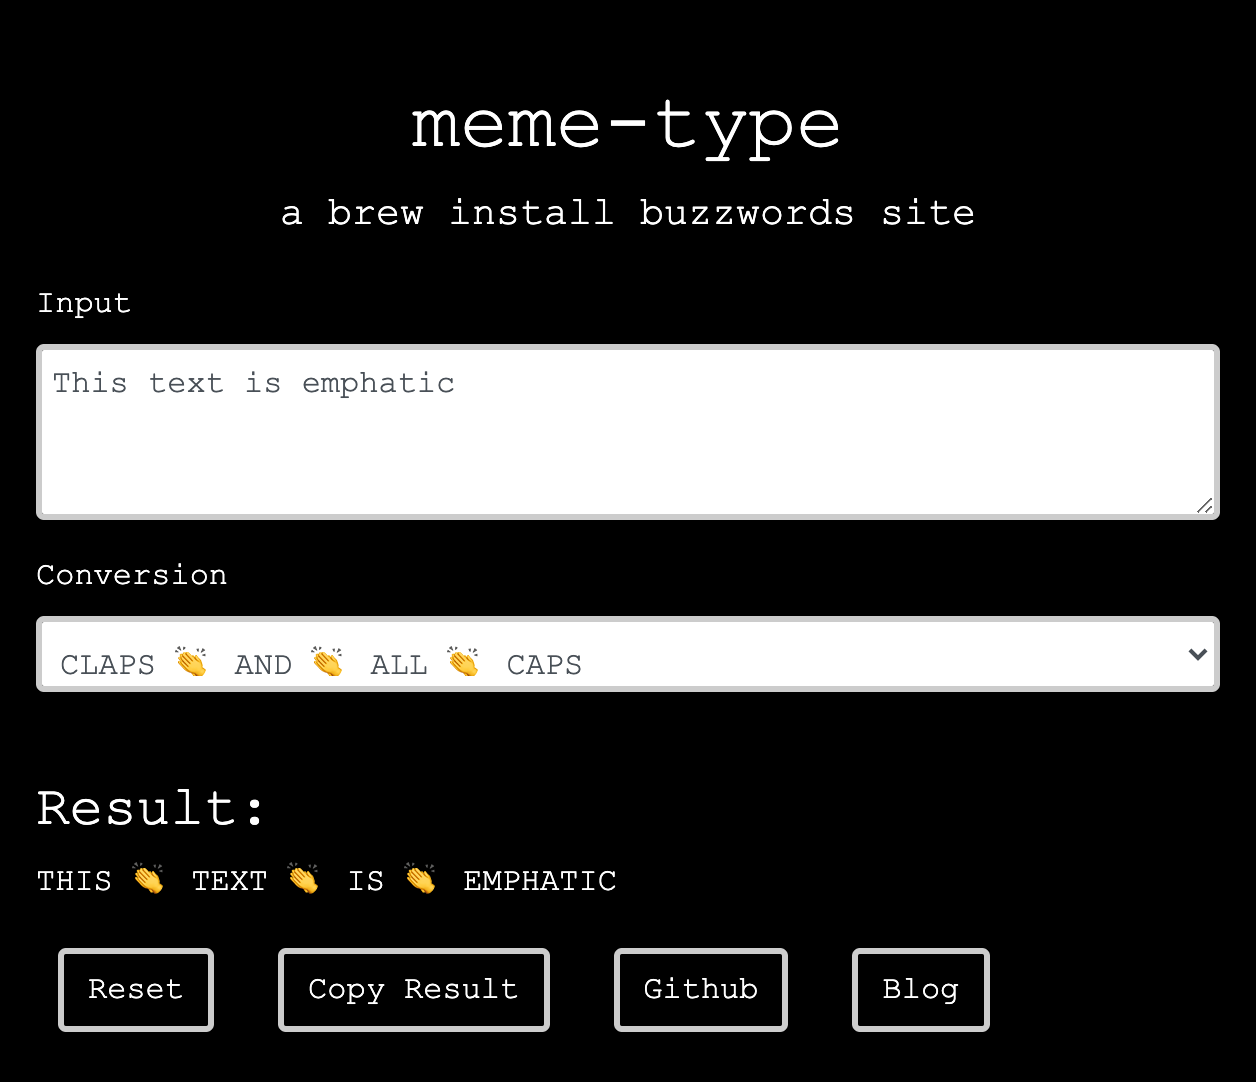 meme-type
a brew install buzzwords site
Input
This text is emphatic
Conversion
CLAPS 👏 AND 👏 ALL 👏 CAPS
Result:
THIS 👏 TEXT 👏 IS 👏 EMPHATIC
Reset Copy Result Github Blog